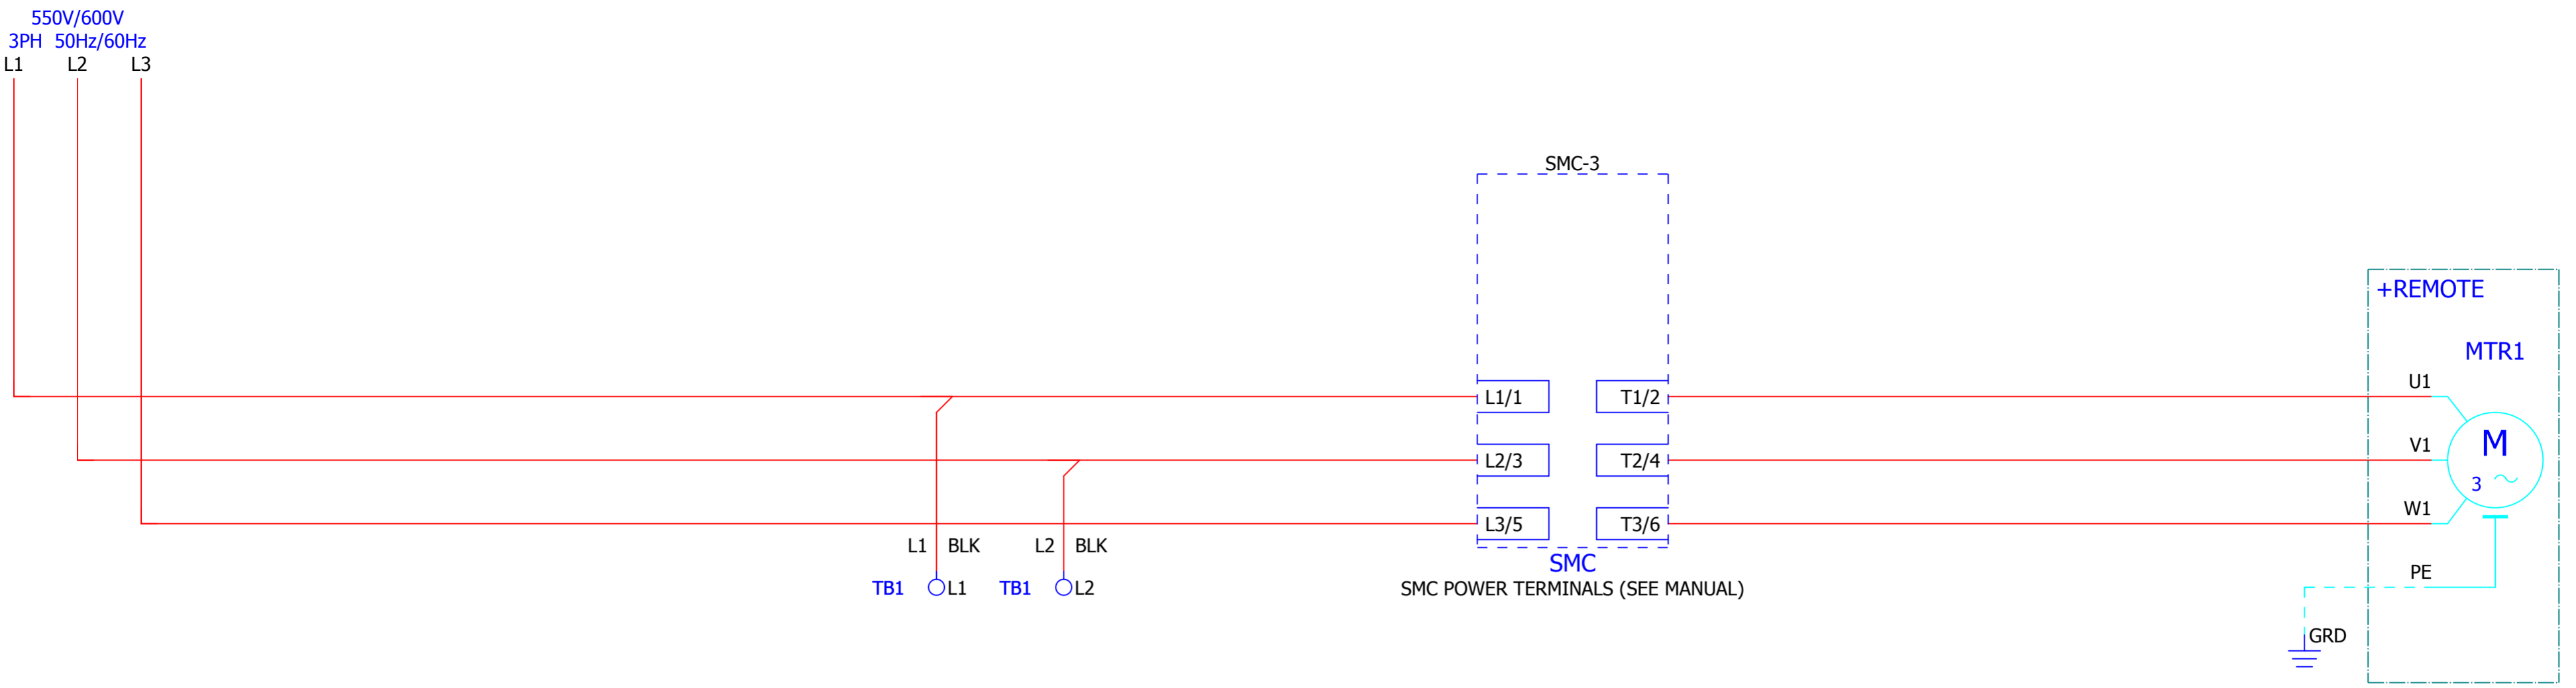 550V/600V
3PH 50Hz/60Hz
L1 L2 L3
SMC-3
+REMOTE
MTR1
U1
L1/1 T1/2
M
3
V1
L2/3 T2/4
W1
L3/5 T3/6
L1 BLK L2 BLK
SMC
PE
TB1 L1 TB1 L2
SMC POWER TERMINALS (SEE MANUAL)
GRD